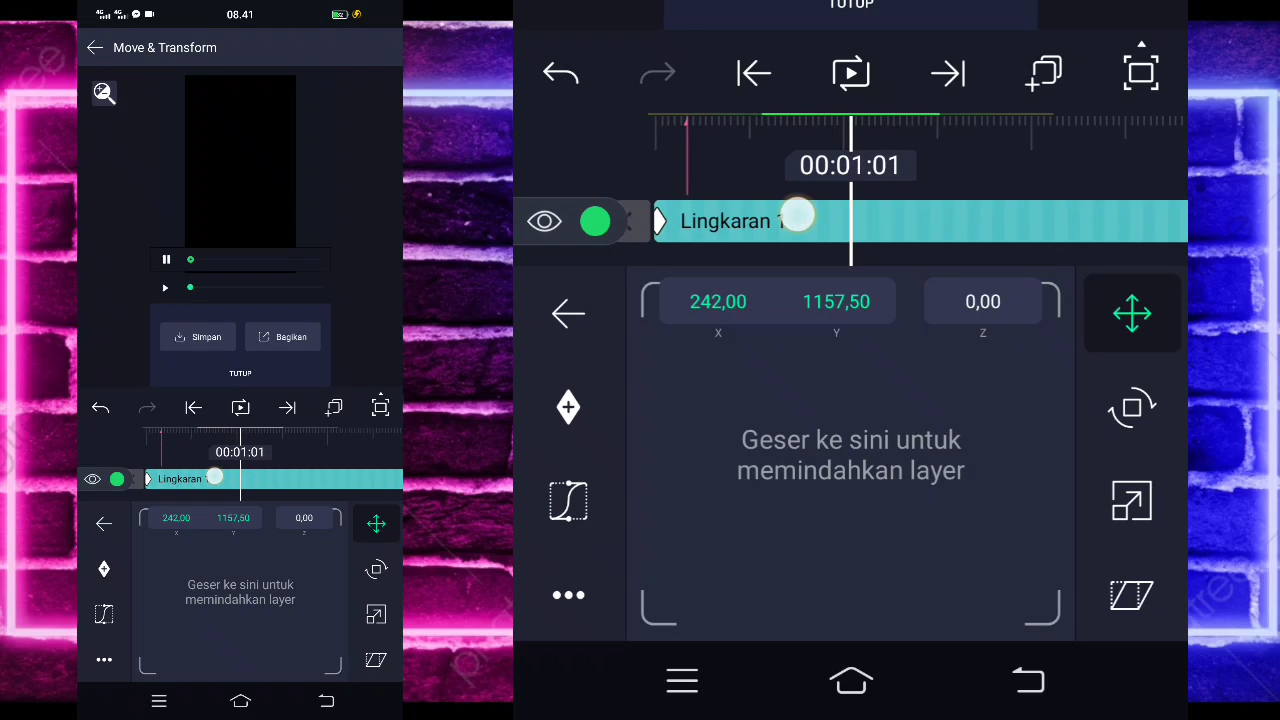 4G 4G 08.41
Move & Transform
Simpan Bagikan
TUTUP
00:01:01
Lingkaran
242,00 1157,50 0,00
X Y Z
Geser ke sini untuk
memindahkan layer
TUTUP
00:01:01
Lingkaran 1
242,00 1157,50 0,00
X Y Z
Geser ke sini untuk
memindahkan layer